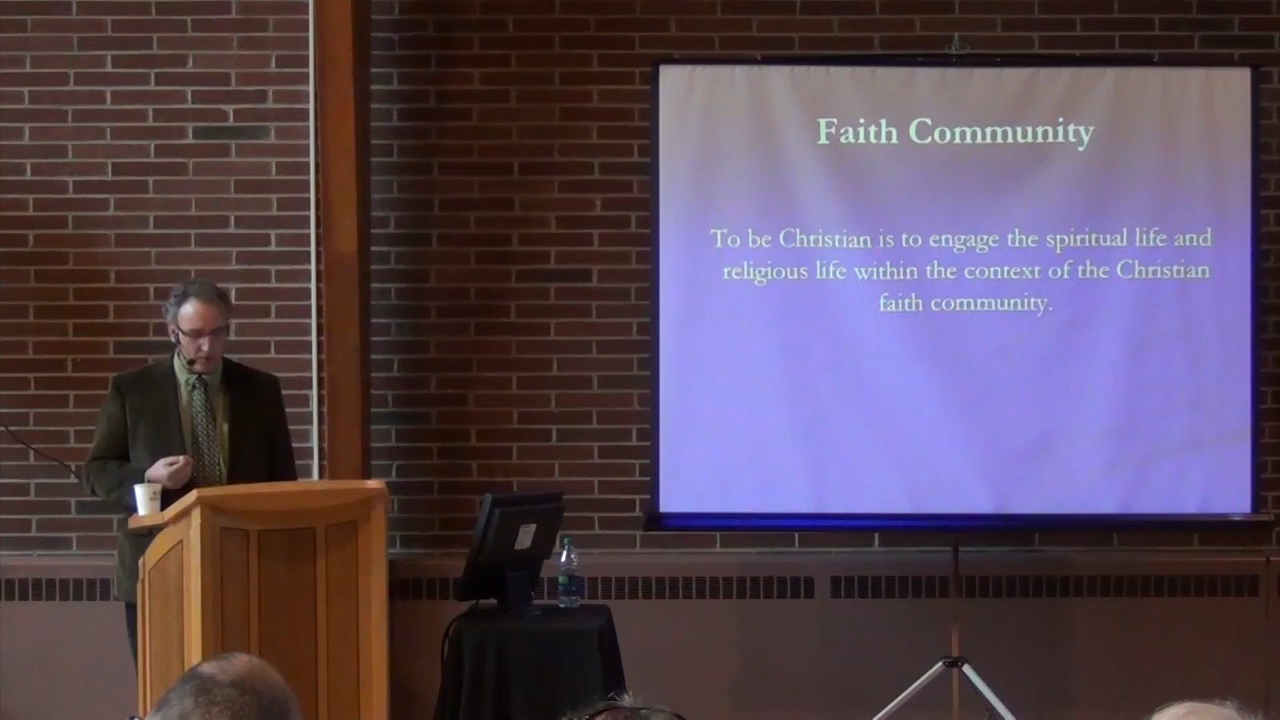 Faith Community
To be Christian is to engage the spiritual life and
religious life within the context of the Christian
faith community.